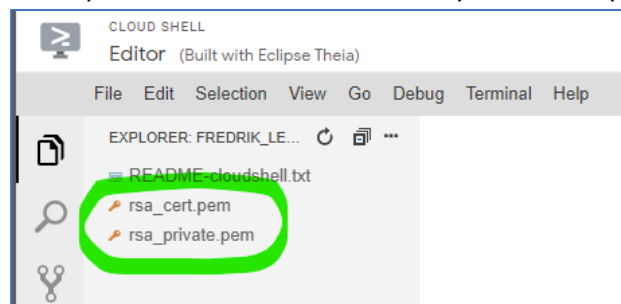 CLOUD SHELL
Editor (Built with Eclipse Theia)
File Edit Selection View Go Debug Terminal Help
EXPLORER: FREDRIK_LE...
README-cloudshell.txt
rsa_cert.pem
rsa_private.pem